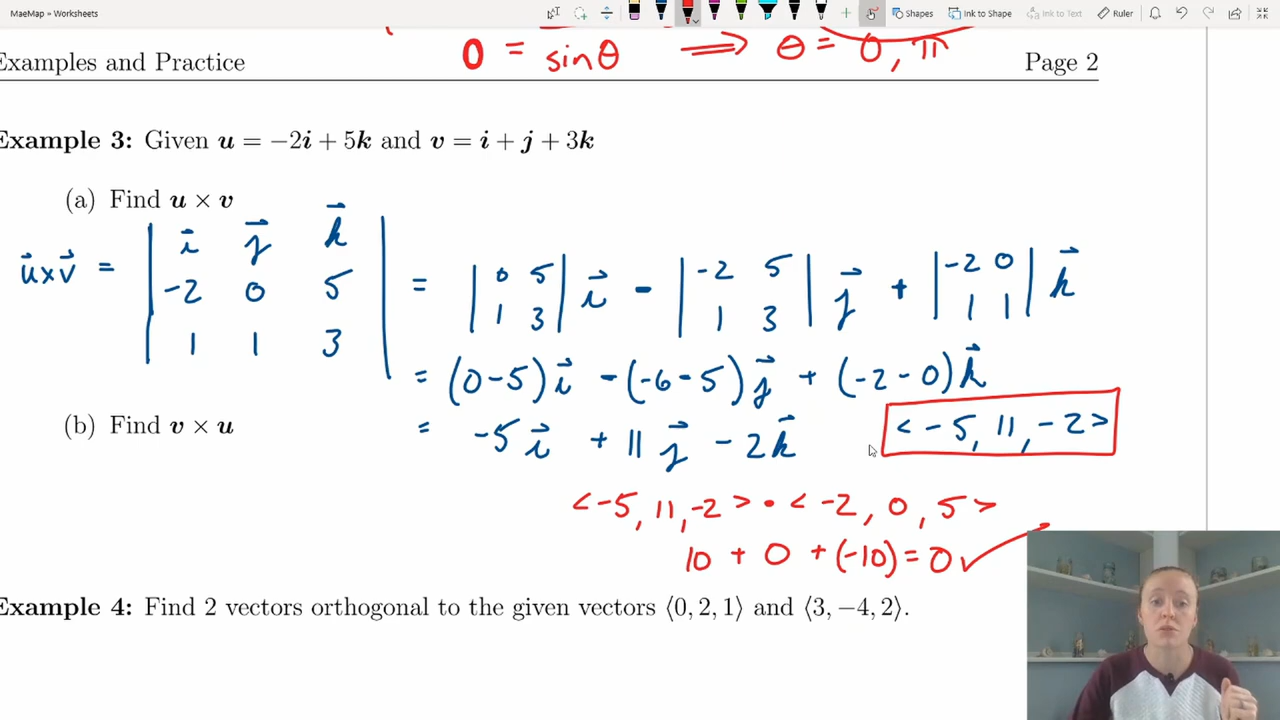 MaeMap » Worksheets
Shapes Ink to Shape Ink to Text Ruler
0 = sinθ ⟹ θ = 0, π
Examples and Practice Page 2
Example 3: Given u = −2i + 5k and v = i + j + 3k
(a) Find u × v
u⃗×v⃗ = | i⃗ j⃗ k⃗ | = | 0 5 | i⃗ - | -2 5 | j⃗ + | -2 0 | k⃗
| -2 0 5 | | 1 3 | | 1 3 | | 1 1 |
| 1 1 3 |
= (0-5)i⃗ -(-6-5)j⃗ + (-2-0)k⃗
(b) Find v × u
= -5i⃗ + 11j⃗ - 2k⃗ < -5, 11, -2 >
< -5, 11, -2 > • < -2, 0, 5 >
10 + 0 + (-10) = 0 ✓
Example 4: Find 2 vectors orthogonal to the given vectors ⟨0, 2, 1⟩ and ⟨3, −4, 2⟩.